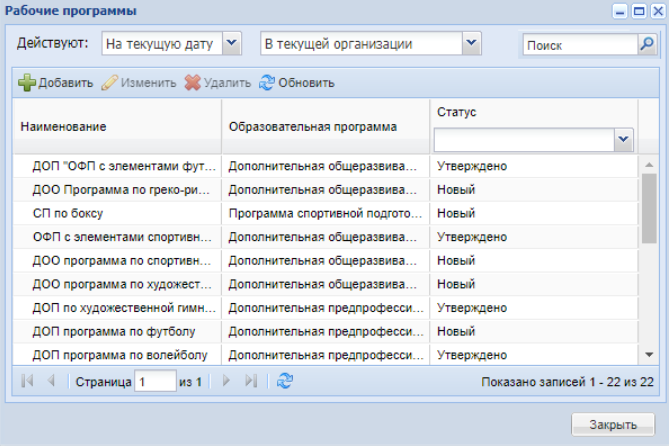 Рабочие программы
Действуют: На текущую дату В текущей организации Поиск
Добавить Изменить Удалить Обновить
Наименование Образовательная программа Статус
ДОП "ОФП с элементами фут... Дополнительная общеразвива... Утверждено
ДОО Программа по греко-ри... Дополнительная общеразвива... Новый
СП по боксу Программа спортивной подгото... Новый
ОФП с элементами спортивн... Дополнительная общеразвива... Утверждено
ДОО программа по спортивн... Дополнительная общеразвива... Новый
ДОО программа по художест... Дополнительная общеразвива... Новый
ДОП по художественной гимн... Дополнительная предпрофесси... Утверждено
ДОП программа по футболу Дополнительная предпрофесси... Новый
ДОП программа по волейболу Дополнительная предпрофесси... Утверждено
Страница 1 из 1 Показано записей 1 - 22 из 22
Закрыть